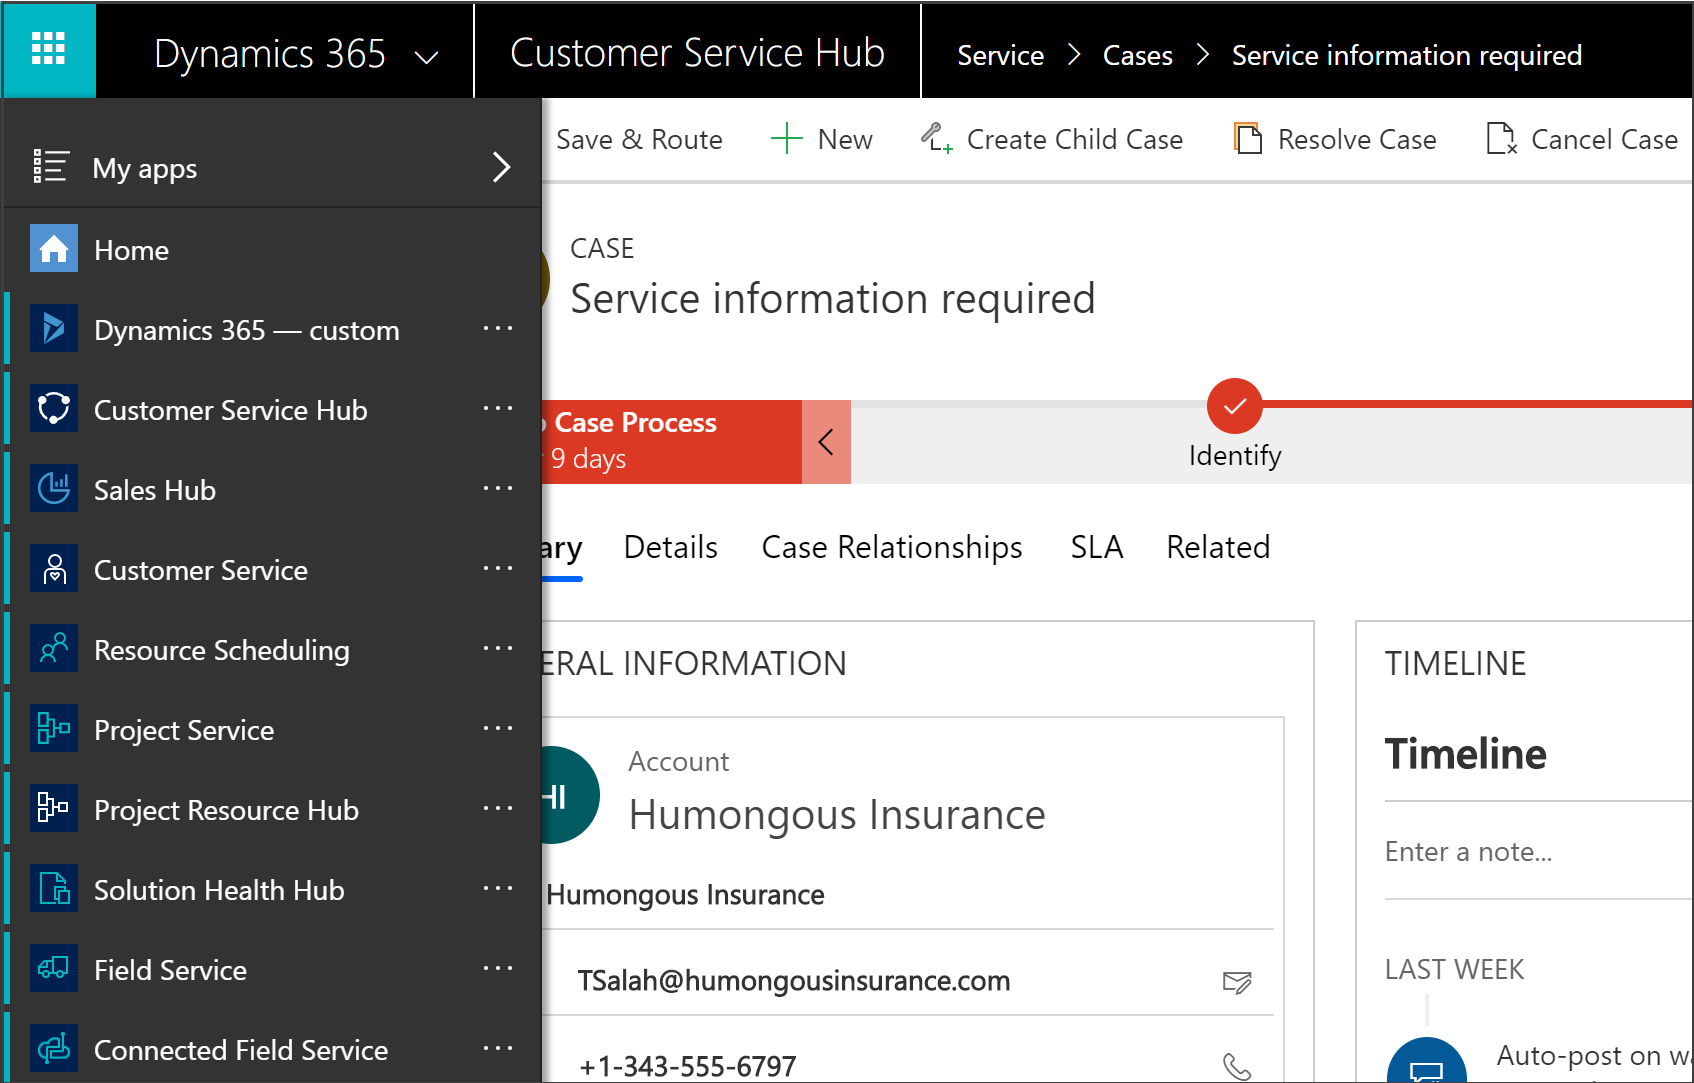 Dynamics 365
Customer Service Hub
Service > Cases > Service information required
My apps
Home
Dynamics 365 — custom
Customer Service Hub
Sales Hub
Customer Service
Resource Scheduling
Project Service
Project Resource Hub
Solution Health Hub
Field Service
Connected Field Service
Save & Route
New
Create Child Case
Resolve Case
Cancel Case
CASE
Service information required
Case Process
9 days
Identify
ary
Details
Case Relationships
SLA
Related
ERAL INFORMATION
HI
Account
Humongous Insurance
Humongous Insurance
TSalah@humongousinsurance.com
+1-343-555-6797
TIMELINE
Timeline
Enter a note...
LAST WEEK
Auto-post on wa